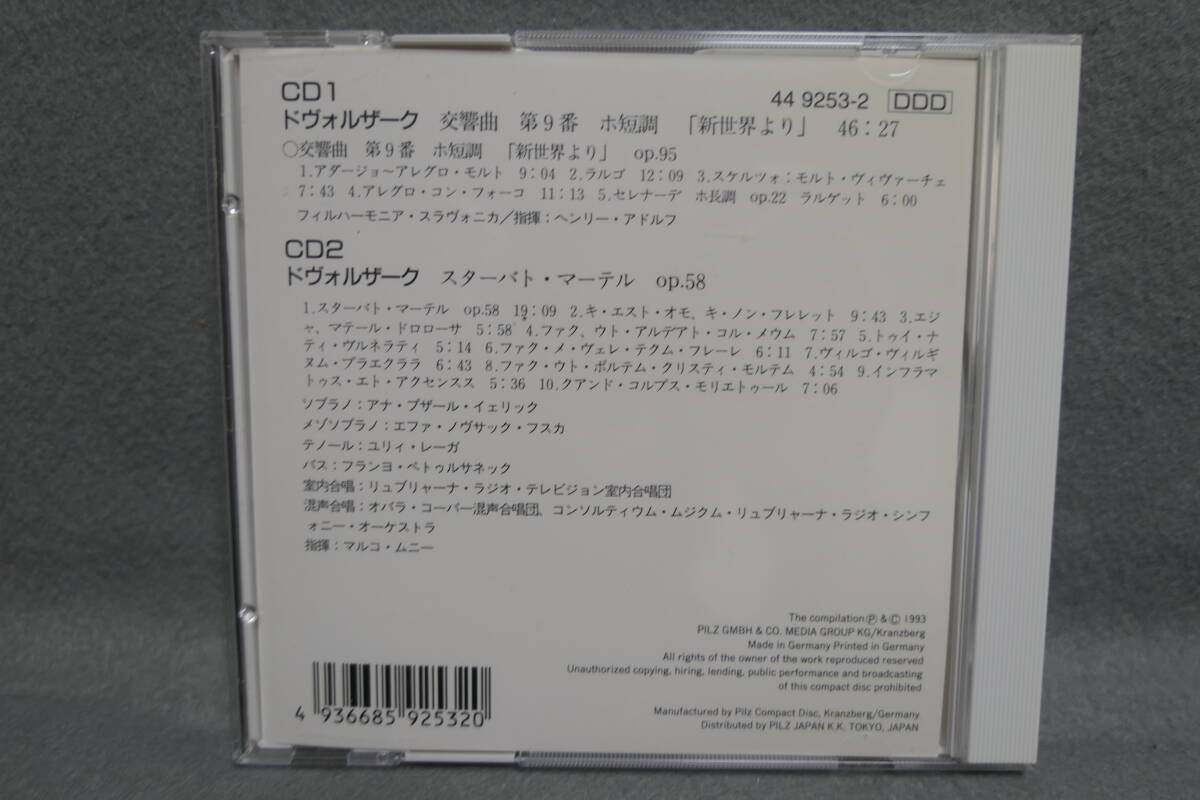 CD1 44 9253-2 DDD
ドヴォルザーク 交響曲 第9番 ホ短調 「新世界より」 46:27
○交響曲 第9番 ホ短調 「新世界より」 op.95
1.アダージョ〜アレグロ・モルト 9:04 2.ラルゴ 12:09 3.スケルツォ:モルト・ヴィヴァーチェ
7:43 4.アレグロ・コン・フォーコ 11:13 5.セレナーデ ホ長調 op.22 ラルゲット 6:00
フィルハーモニア・スラヴォニカ/指揮:ヘンリー・アドルフ
CD2
ドヴォルザーク スターバト・マーテル op.58
1.スターバト・マーテル op.58 19:09 2.キ・エスト・オモ、キ・ノン・フレレット 9:43 3.エジ
ャ、マテール・ドロローサ 5:58 4.ファク、ウト・アルデアト・コル・メウム 7:57 5.トゥイ・ナ
ティ・ヴルネラティ 5:14 6.ファク・メ・ヴェレ・テクム・フレーレ 6:11 7.ヴィルゴ・ヴィルギ
ヌム・プラエクララ 6:43 8.ファク・ウト・ポルテム・クリスティ・モルテム 4:54 9.インフラマ
トゥス・エト・アクセンスス 5:36 10.クアンド・コルプス・モリエトゥール 7:06
ソプラノ:アナ・プザール・イェリック
メゾソプラノ:エファ・ノヴサック・フスカ
テノール:ユリィ・レーガ
バス:フランヨ・ペトゥルサネック
室内合唱:リュブリャーナ・ラジオ・テレビジョン室内合唱団
混声合唱:オバラ・コーパー混声合唱団、コンソルティウム・ムジクム・リュブリャーナ・ラジオ・シンフ
ォニー・オーケストラ
指揮:マルコ・ムニー
The compilation Ⓟ & © 1993
PILZ GMBH & CO. MEDIA GROUP KG/Kranzberg
Made in Germany Printed in Germany
All rights of the owner of the work reproduced reserved
Unauthorized copying, hiring, lending, public performance and broadcasting
of this compact disc prohibited
Manufactured by Pilz Compact Disc, Kranzberg/Germany
Distributed by PILZ JAPAN K.K. TOKYO, JAPAN
4 936685 925320